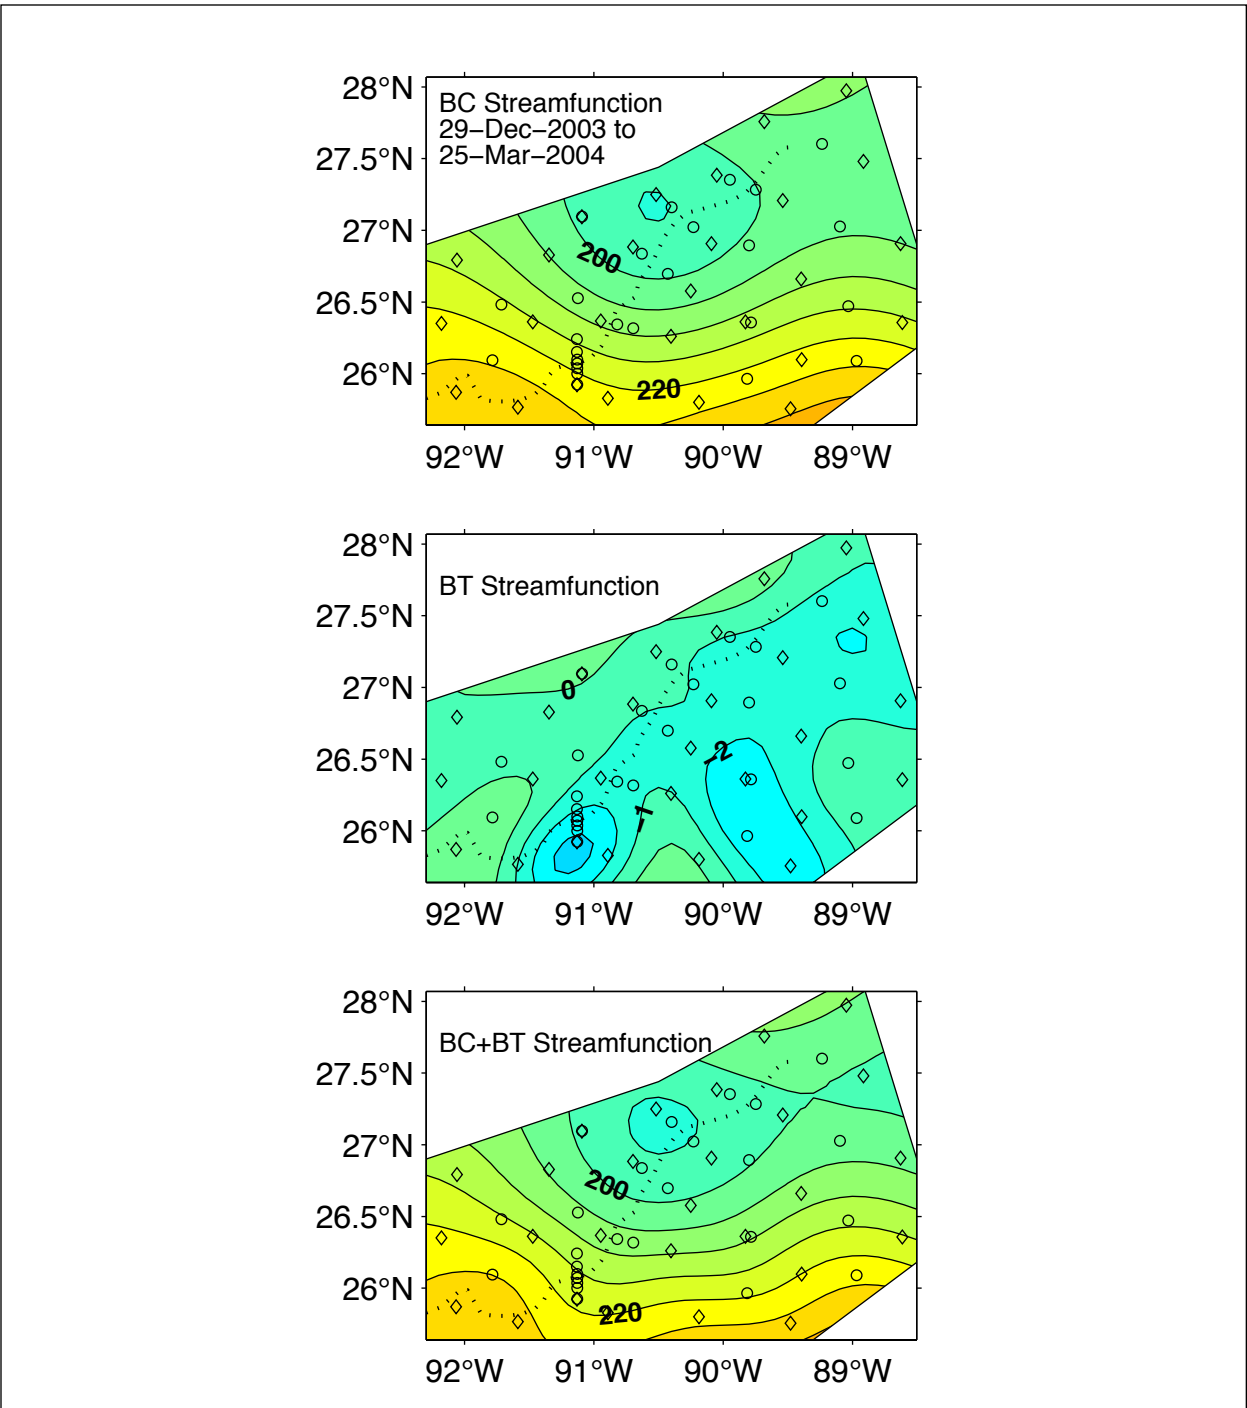 28°N
BC Streamfunction
29−Dec−2003 to
25−Mar−2004
27.5°N
27°N
200
26.5°N
26°N
220
92°W 91°W 90°W 89°W
28°N
BT Streamfunction
27.5°N
27°N
0
26.5°N
−2
−1
26°N
92°W 91°W 90°W 89°W
28°N
BC+BT Streamfunction
27.5°N
27°N
200
26.5°N
26°N
220
92°W 91°W 90°W 89°W